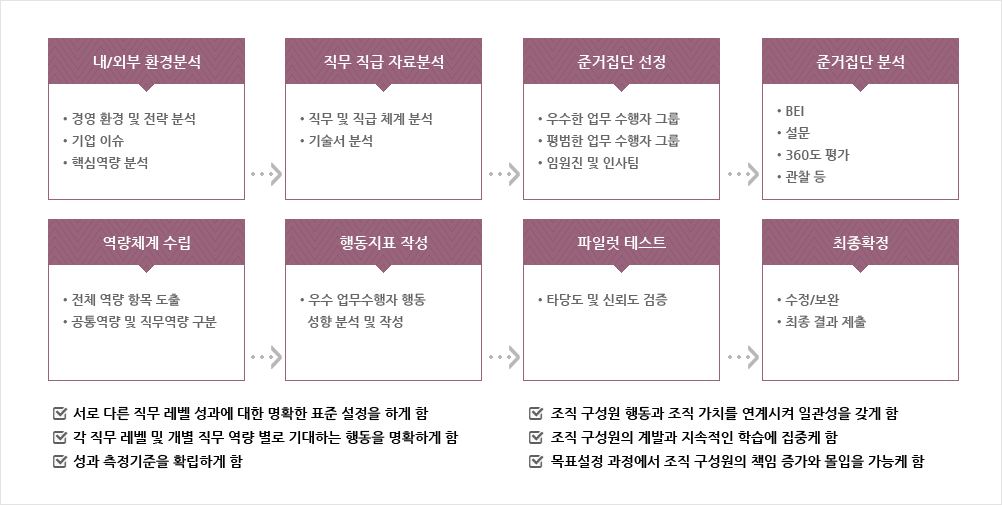 내/외부 환경분석
• 경영 환경 및 전략 분석
• 기업 이슈
• 핵심역량 분석
직무 직급 자료분석
• 직무 및 직급 체계 분석
• 기술서 분석
준거집단 선정
• 우수한 업무 수행자 그룹
• 평범한 업무 수행자 그룹
• 임원진 및 인사팀
준거집단 분석
• BEI
• 설문
• 360도 평가
• 관찰 등
역량체계 수립
• 전체 역량 항목 도출
• 공통역량 및 직무역량 구분
행동지표 작성
• 우수 업무수행자 행동
성향 분석 및 작성
파일럿 테스트
• 타당도 및 신뢰도 검증
최종확정
• 수정/보완
• 최종 결과 제출
서로 다른 직무 레벨 성과에 대한 명확한 표준 설정을 하게 함
각 직무 레벨 및 개별 직무 역량 별로 기대하는 행동을 명확하게 함
성과 측정기준을 확립하게 함
조직 구성원 행동과 조직 가치를 연계시켜 일관성을 갖게 함
조직 구성원의 계발과 지속적인 학습에 집중케 함
목표설정 과정에서 조직 구성원의 책임 증가와 몰입을 가능케 함